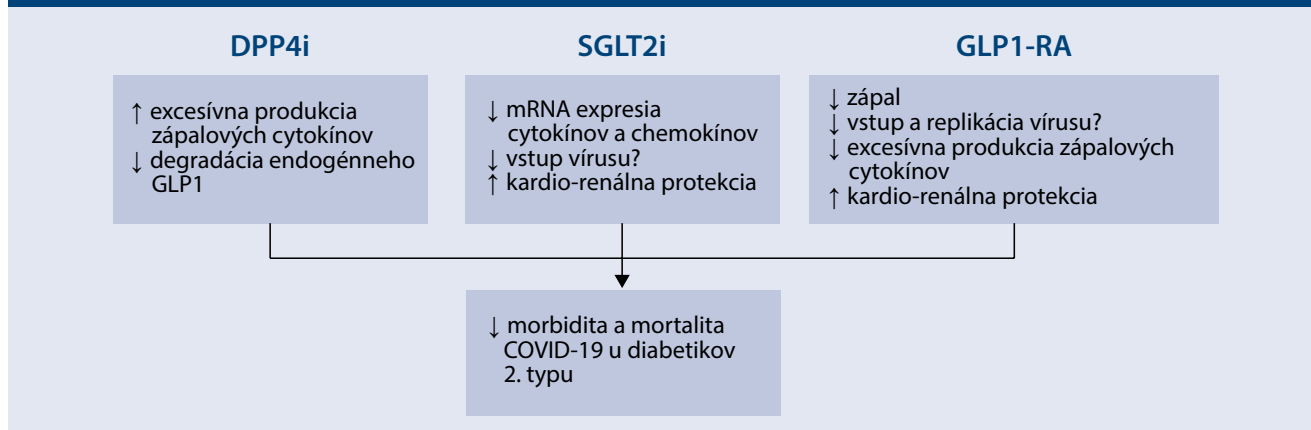 DPP4i
↑ excesívna produkcia
zápalových cytokínov
↓ degradácia endogénneho
GLP1
SGLT2i
↓ mRNA expresia
cytokínov a chemokínov
↓ vstup vírusu?
↑ kardio-renálna protekcia
GLP1-RA
↓ zápal
↓ vstup a replikácia vírusu?
↓ excesívna produkcia zápalových
cytokínov
↑ kardio-renálna protekcia
↓ morbidita a mortalita
COVID-19 u diabetikov
2. typu